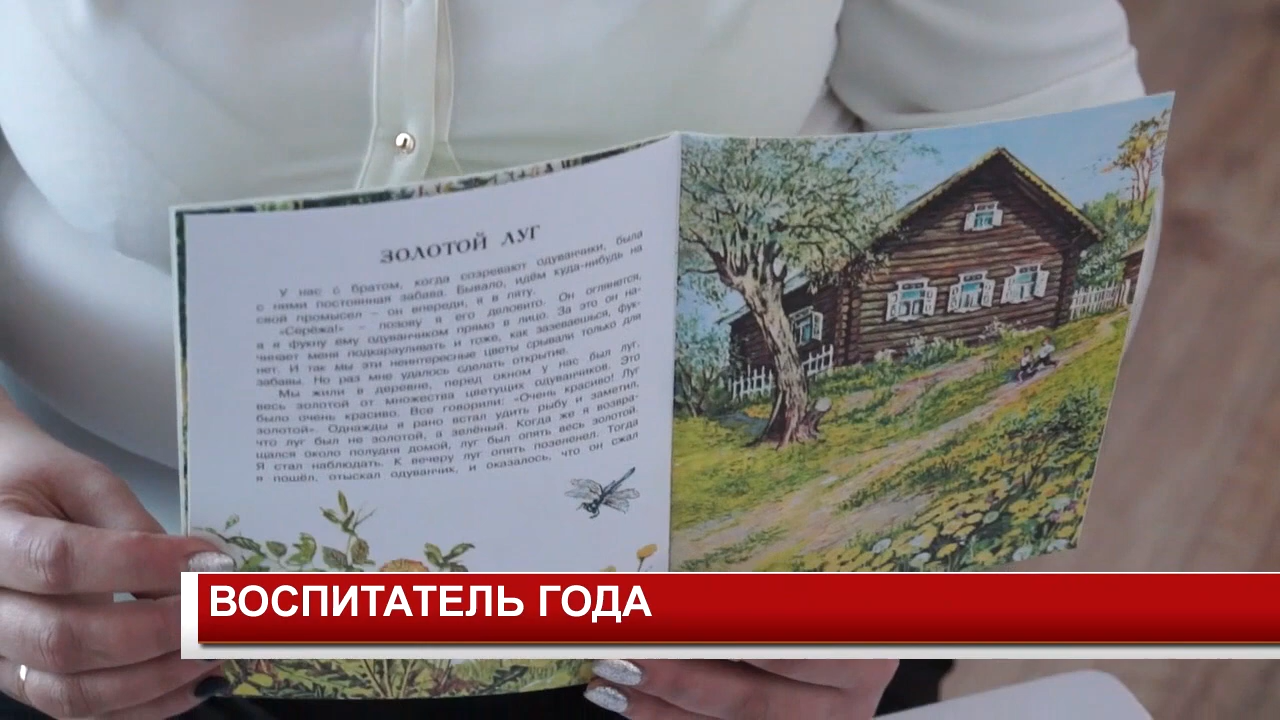 ЗОЛОТОЙ ЛУГ
У нас с братом, когда созревают одуванчики, была
с ними постоянная забава. Бывало, идём куда-нибудь на
свой промысел – он впереди, я в пяту.
«Серёжа!» – позову я его деловито. Он оглянется,
а я фукну ему одуванчиком прямо в лицо. За это он на-
чинает меня подкарауливать и тоже, как зазеваешься, фук-
нет. И так мы эти неинтересные цветы срывали только для
забавы. Но раз мне удалось сделать открытие.
Мы жили в деревне, перед окном у нас был луг,
весь золотой от множества цветущих одуванчиков. Это
было очень красиво. Все говорили: «Очень красиво! Луг
золотой». Однажды я рано встал удить рыбу и заметил,
что луг был не золотой, а зелёный. Когда же я возвра-
щался около полудня домой, луг был опять весь золотой.
Я стал наблюдать. К вечеру луг опять позеленел. Тогда
я пошёл, отыскал одуванчик, и оказалось, что он сжал
ВОСПИТАТЕЛЬ ГОДА